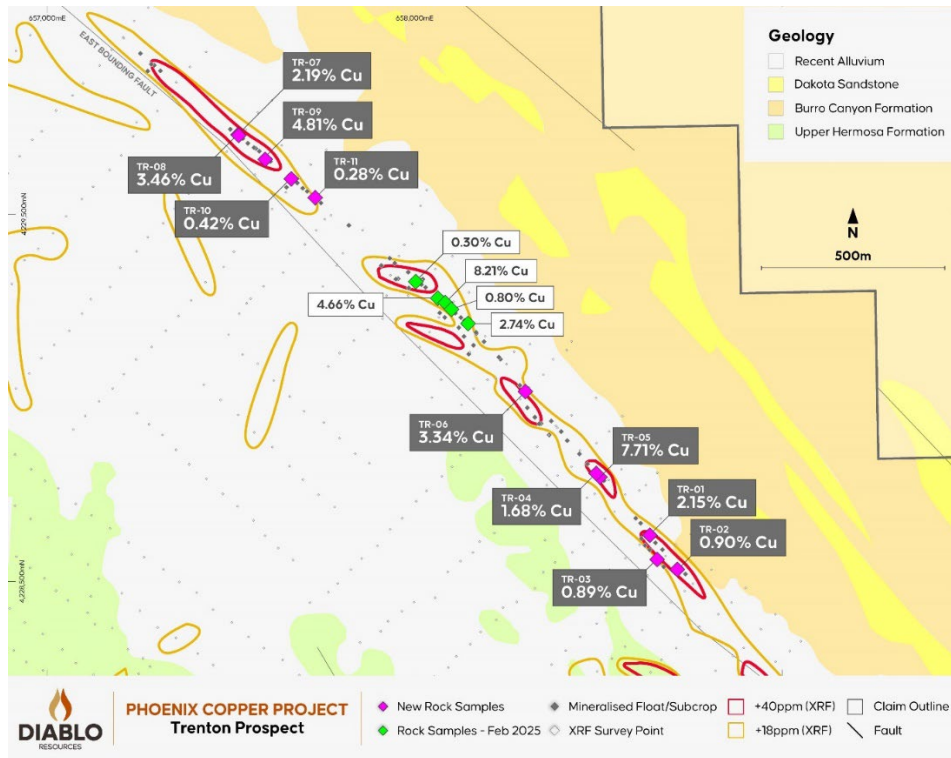 657,000mE
658,000mE
EAST BOUNDING FAULT
TR-07
2.19% Cu
TR-09
4.81% Cu
TR-11
0.28% Cu
TR-08
3.46% Cu
TR-10
0.42% Cu
4,229,500mN
0.30% Cu
8.21% Cu
4.66% Cu
0.80% Cu
2.74% Cu
TR-06
3.34% Cu
TR-05
7.71% Cu
TR-04
1.68% Cu
TR-01
2.15% Cu
TR-02
0.90% Cu
TR-03
0.89% Cu
4,228,500mN
Geology
Recent Alluvium
Dakota Sandstone
Burro Canyon Formation
Upper Hermosa Formation
N
500m
DIABLO
RESOURCES
PHOENIX COPPER PROJECT
Trenton Prospect
New Rock Samples
Rock Samples - Feb 2025
Mineralised Float/Subcrop
XRF Survey Point
+40ppm (XRF)
+18ppm (XRF)
Claim Outline
Fault